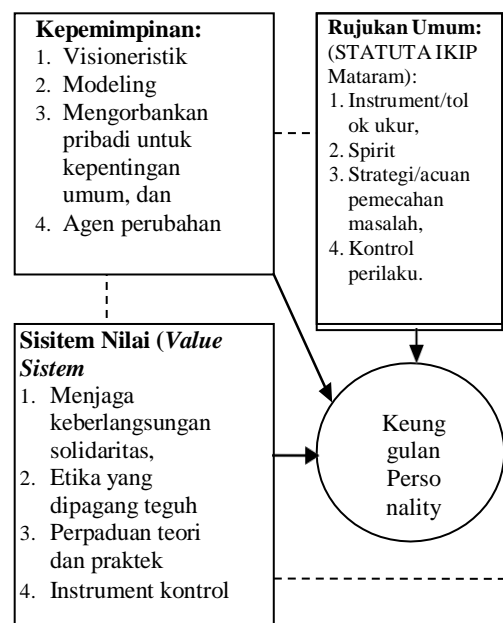 Kepemimpinan:
1. Visioneristik
2. Modeling
3. Mengorbankan
pribadi untuk
kepentingan
umum, dan
4. Agen perubahan
Rujukan Umum:
(STATUTA IKIP
Mataram):
1. Instrument/tol
ok ukur,
2. Spirit
3. Strategi/acuan
pemecahan
masalah,
4. Kontrol
perilaku.
Sisitem Nilai (Value
Sistem
1. Menjaga
keberlangsungan
solidaritas,
2. Etika yang
dipagang teguh
3. Perpaduan teori
dan praktek
4. Instrument kontrol
Keung
gulan
Perso
nality